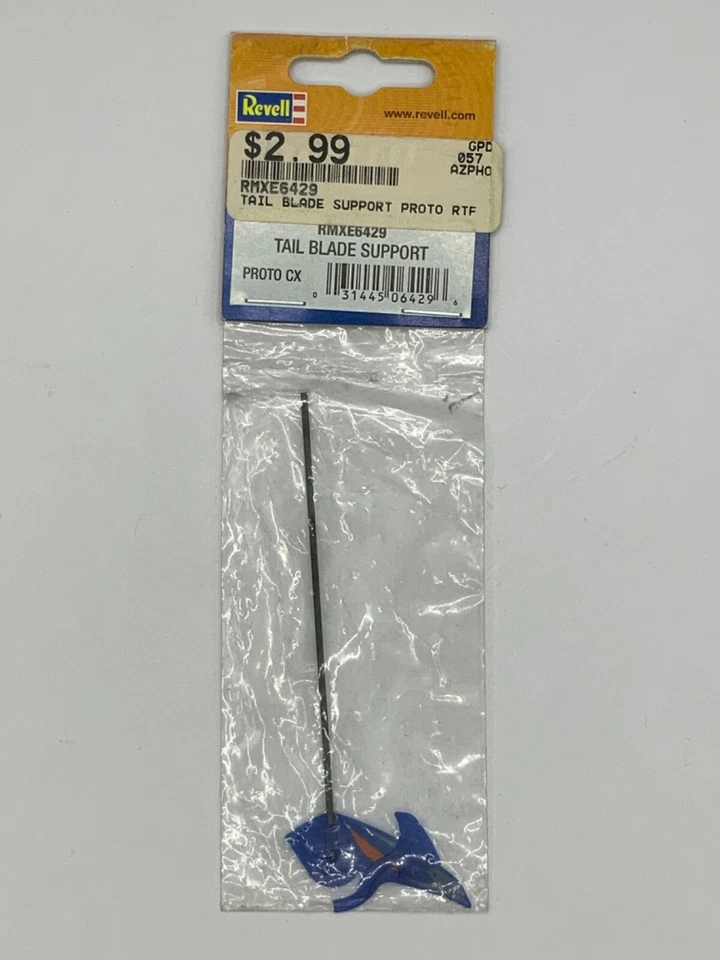 Revell
www.revell.com
$2.99
GPD
057
AZPHO
RMXE6429
TAIL BLADE SUPPORT PROTO RTF
RMXE6429
TAIL BLADE SUPPORT
PROTO CX
0 31445 06429 6